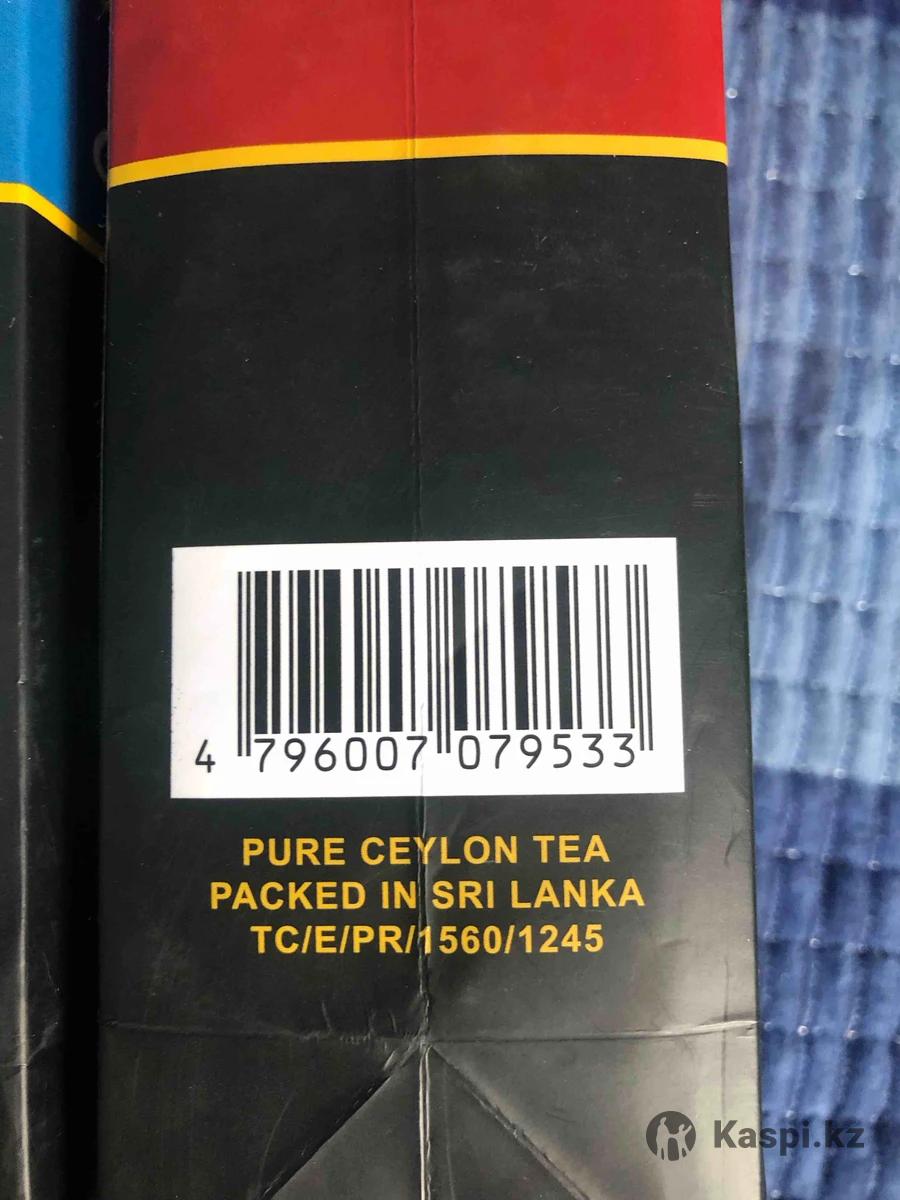 4 796007 079533
PURE CEYLON TEA
PACKED IN SRI LANKA
TC/E/PR/1560/1245
Kaspi.kz